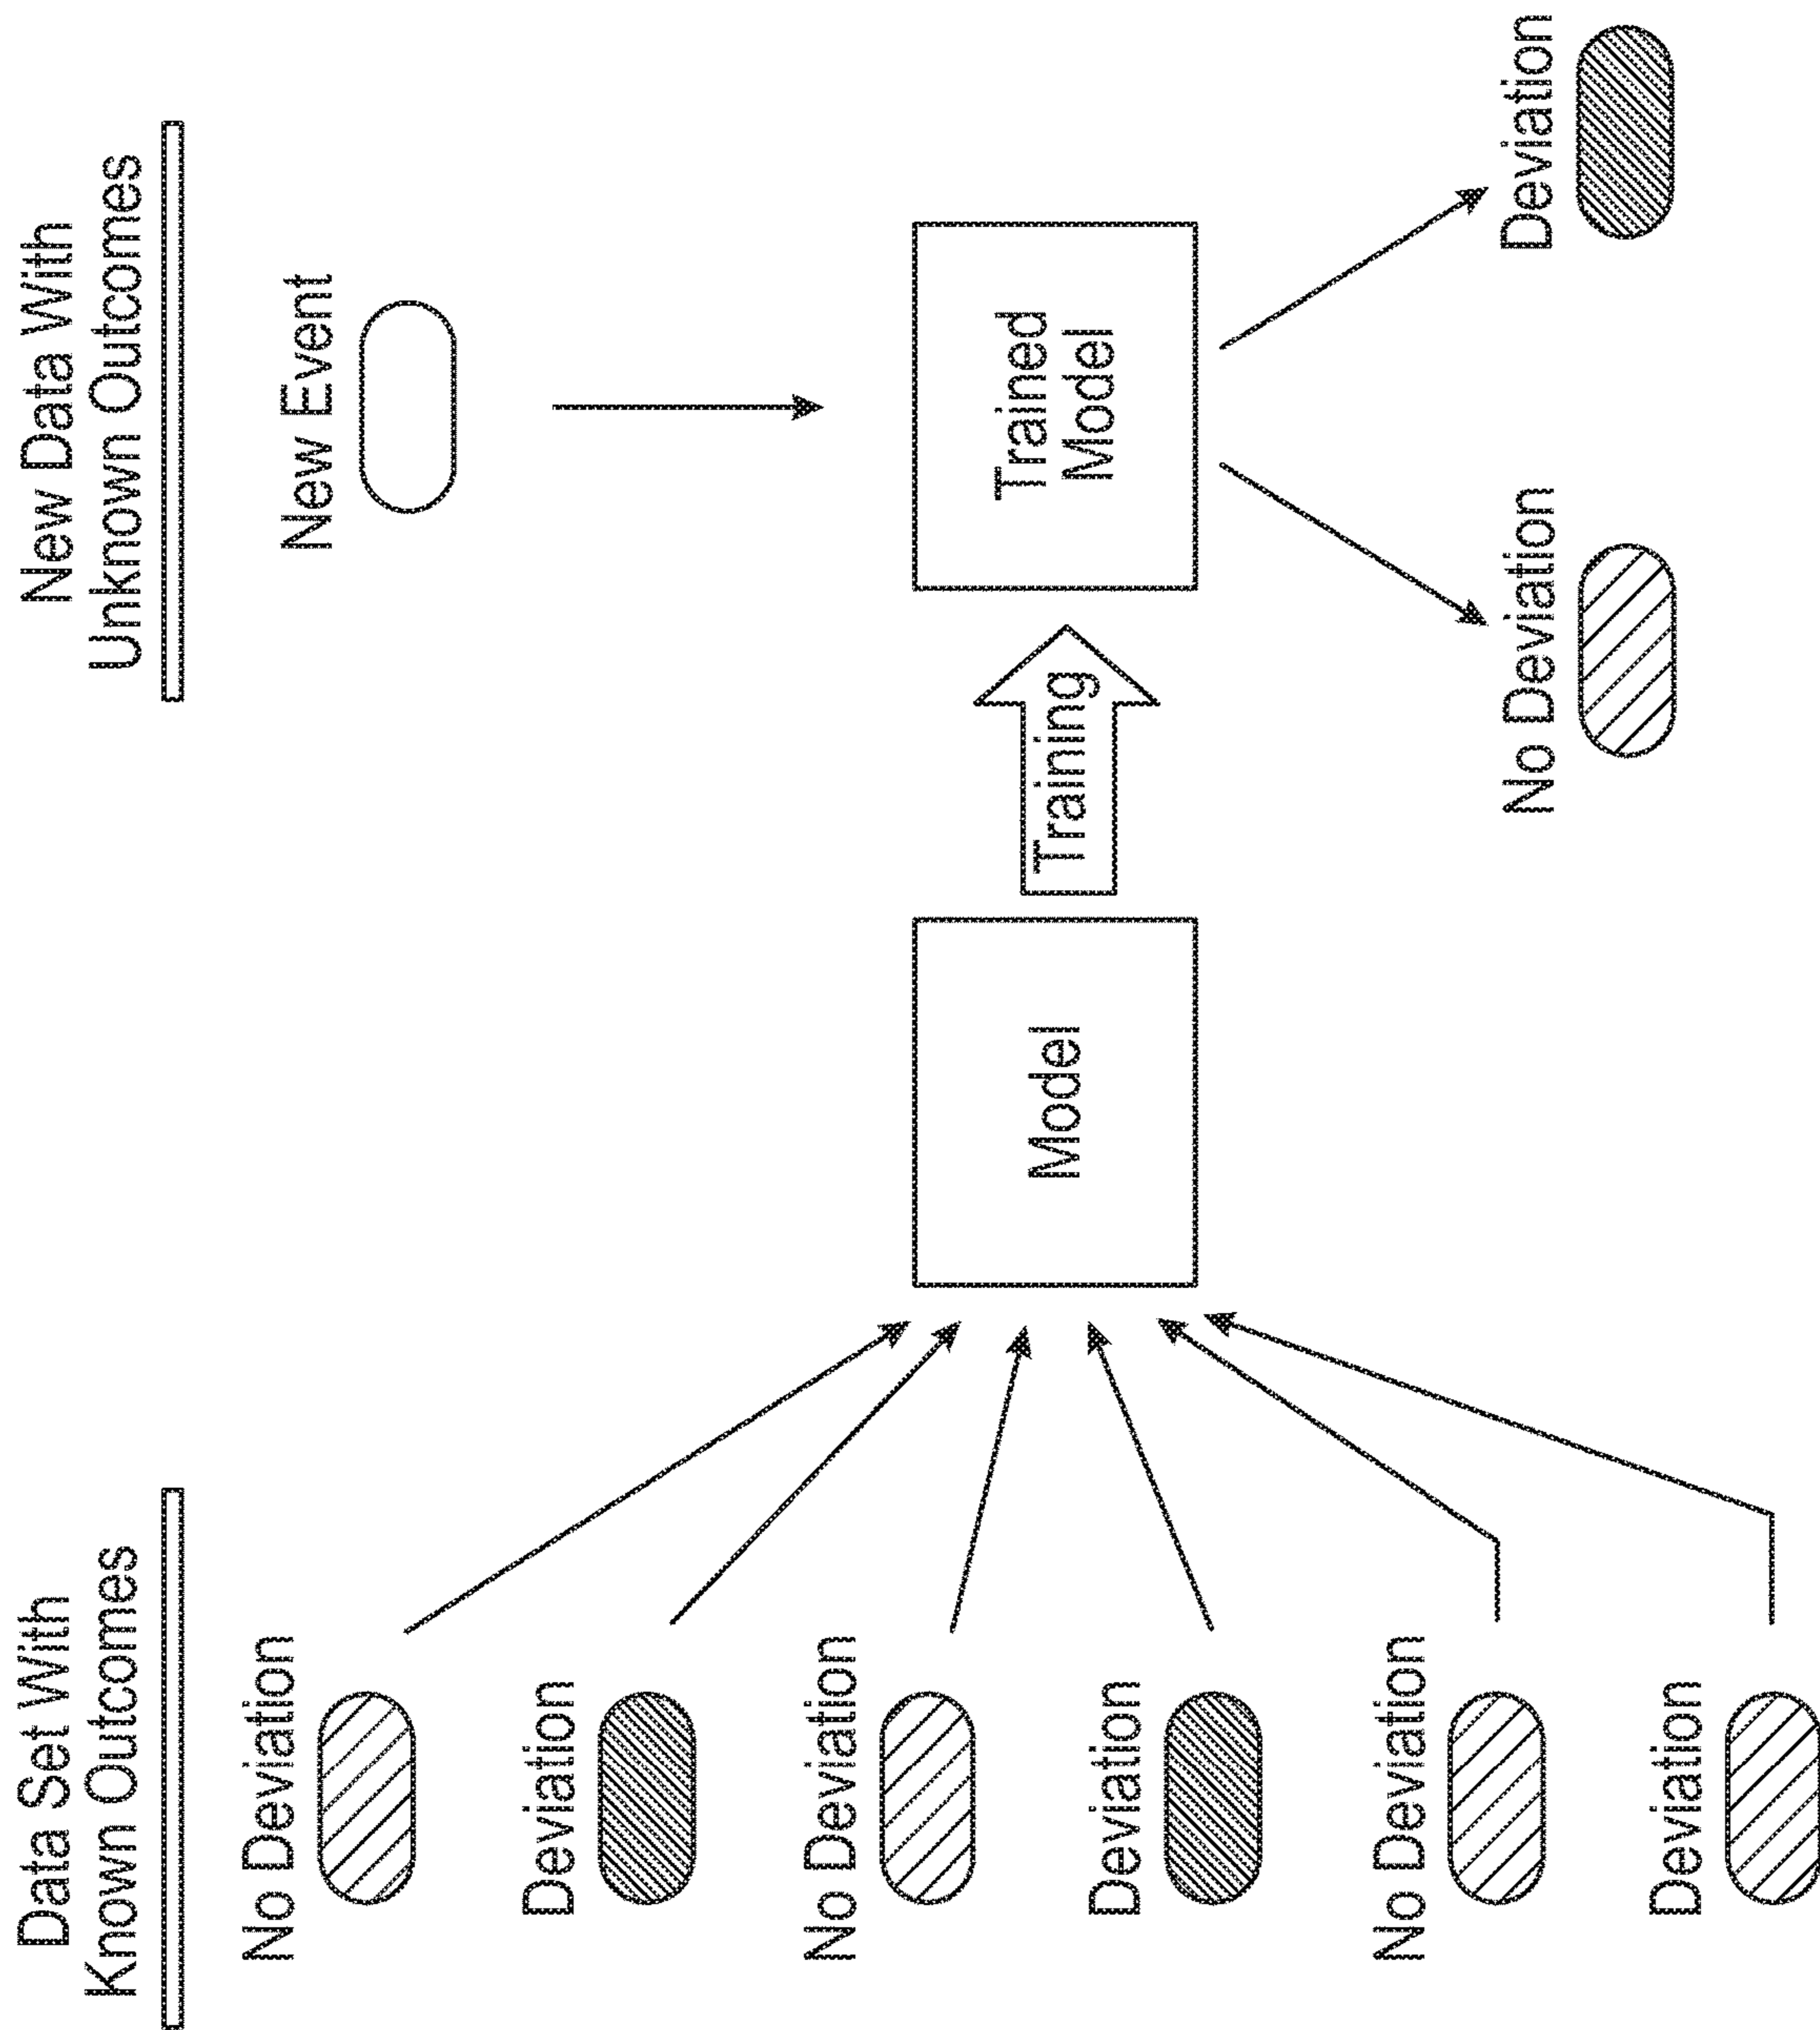 Data Set With
Known Outcomes
No Deviation
Deviation
No Deviation
Deviation
No Deviation
Deviation
Model
Training
New Data With
Unknown Outcomes
New Event
Trained
Model
No Deviation
Deviation